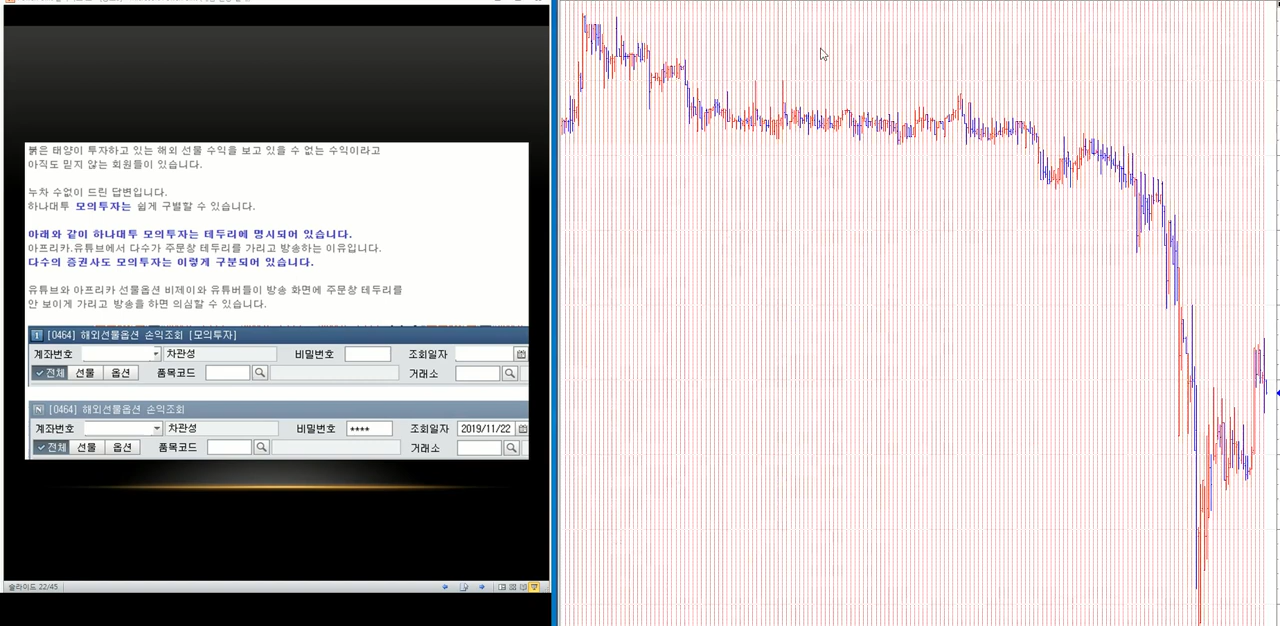 붉은 태양이 투자하고 있는 해외 선물 수익을 보고 있을 수 없는 수익이라고
아직도 믿지 않는 회원들이 있습니다.
누차 수없이 드린 답변입니다.
하나대투 모의투자는 쉽게 구별할 수 있습니다.
아래와 같이 하나대투 모의투자는 테두리에 명시되어 있습니다.
아프리카.유튜브에서 다수가 주문창 테두리를 가리고 방송하는 이유입니다.
다수의 증권사도 모의투자는 이렇게 구분되어 있습니다.
유튜브와 아프리카 선물옵션 비제이와 유튜버들이 방송 화면에 주문창 테두리를
안 보이게 가리고 방송을 하면 의심할 수 있습니다.
[0464] 해외선물옵션 손익조회 [모의투자]
계좌번호 차관성 비밀번호 조회일자
전체 선물 옵션 품목코드 거래소
[0464] 해외선물옵션 손익조회
계좌번호 차관성 비밀번호 **** 조회일자 2019/11/22
전체 선물 옵션 품목코드 거래소
슬라이드 22/45